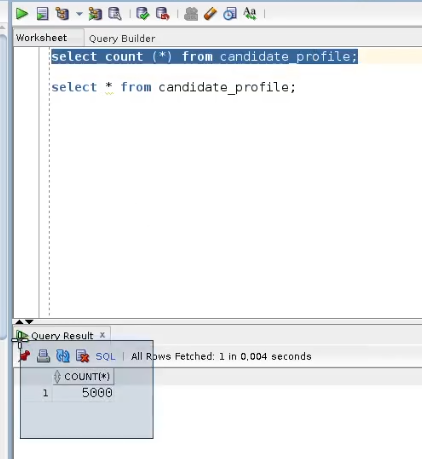 Worksheet Query Builder
select count (*) from candidate_profile;
select * from candidate_profile;
Query Result x
SQL | All Rows Fetched: 1 in 0,004 seconds
COUNT(*)
1 5000